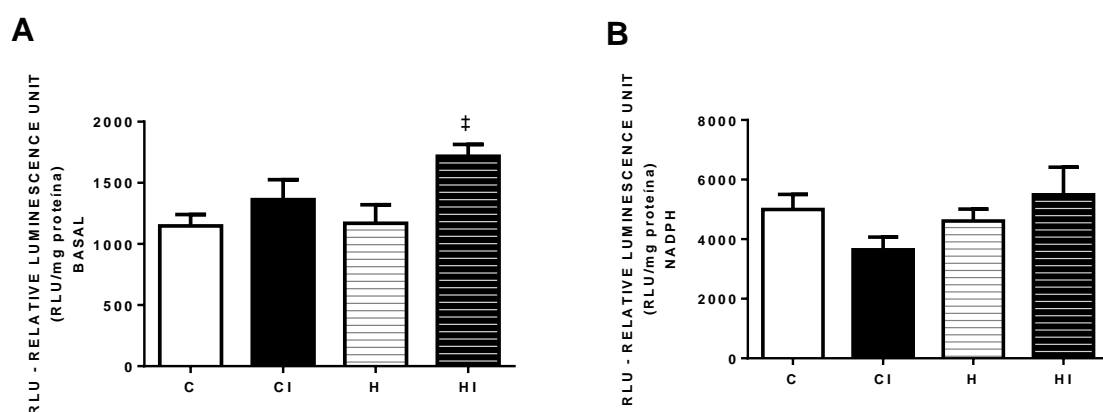 A
RLU - RELATIVE LUMINESCENCE UNIT
(RLU/mg proteína)
BASAL
2000
1500
1000
500
0
‡
C
CI
H
HI
B
RLU - RELATIVE LUMINESCENCE UNIT
(RLU/mg proteína)
NADPH
8000
6000
4000
2000
0
C
CI
H
HI